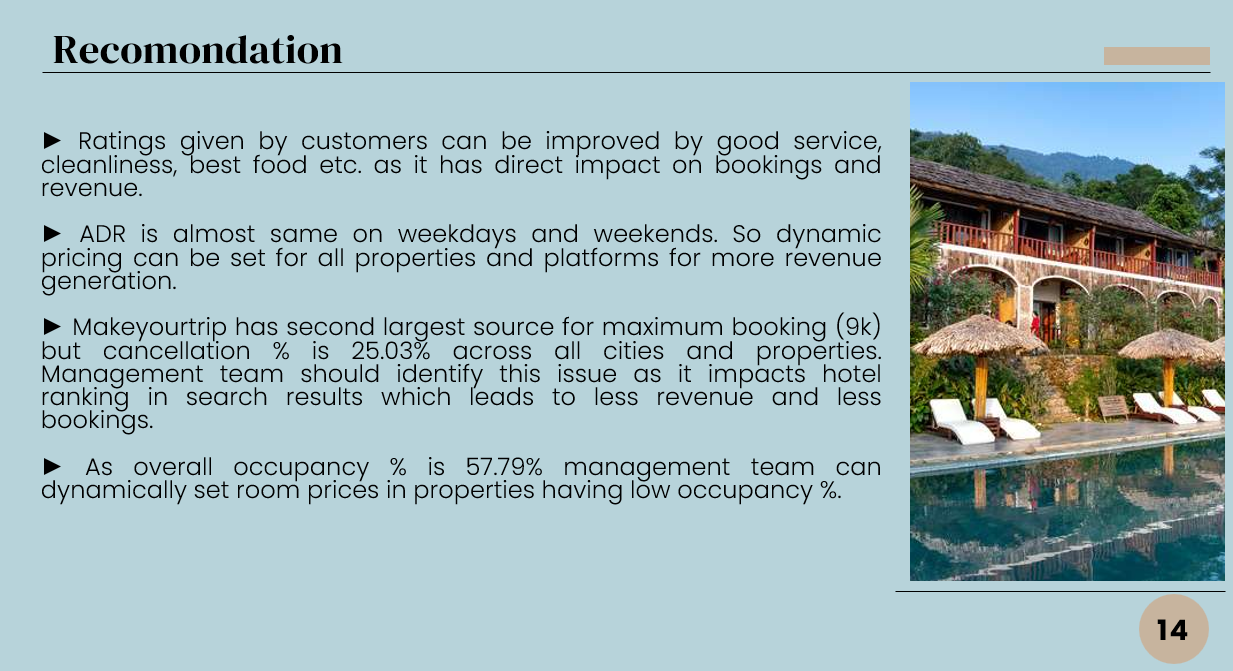 Recomondation
► Ratings given by customers can be improved by good service,
cleanliness, best food etc. as it has direct impact on bookings and
revenue.
► ADR is almost same on weekdays and weekends. So dynamic
pricing can be set for all properties and platforms for more revenue
generation.
► Makeyourtrip has second largest source for maximum booking (9k)
but cancellation % is 25.03% across all cities and properties.
Management team should identify this issue as it impacts hotel
ranking in search results which leads to less revenue and less
bookings.
► As overall occupancy % is 57.79% management team can
dynamically set room prices in properties having low occupancy %.
14